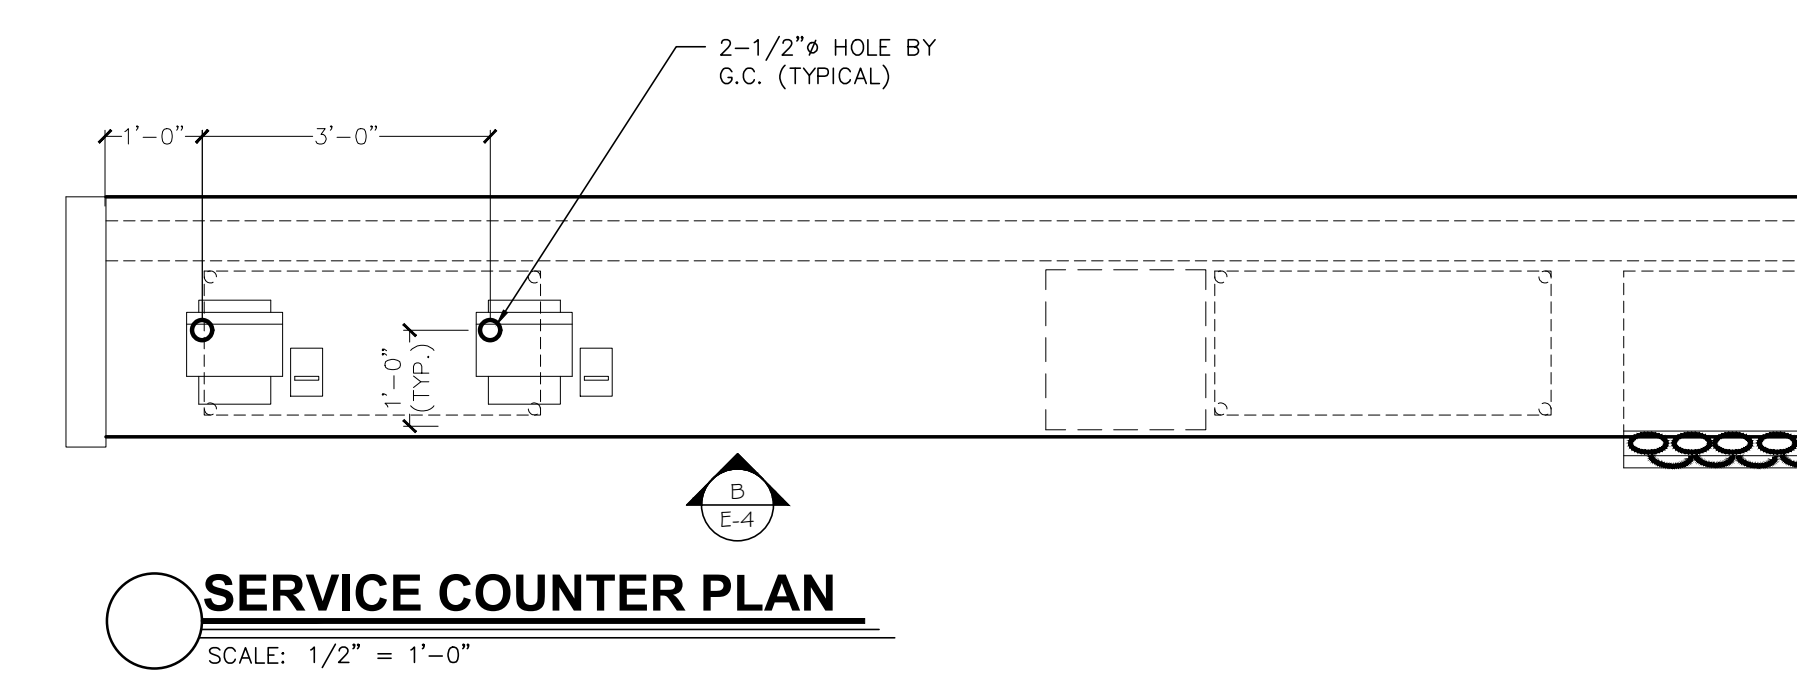 2-1/2"ø HOLE BY
G.C. (TYPICAL)
1'-0"
3'-0"
1'-0"
(TYP.)
B
E-4
SERVICE COUNTER PLAN
SCALE: 1/2" = 1'-0"